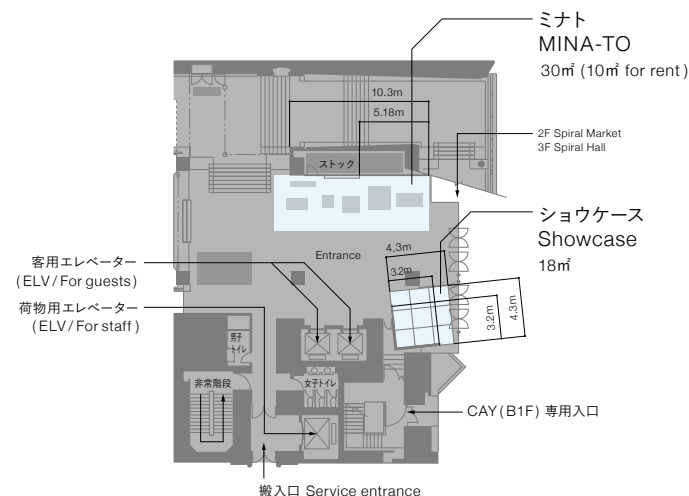 ミナト
MINA-TO
30㎡ (10㎡ for rent)
10.3m
5.18m
2F Spiral Market
3F Spiral Hall
ストック
ショウケース
Showcase
18㎡
Entrance
4.3m
3.2m
3.2m
4.3m
客用エレベーター
(ELV/For guests)
荷物用エレベーター
(ELV/For staff)
男子
トイレ
非常階段
女子トイレ
CAY(B1F) 専用入口
搬入口 Service entrance